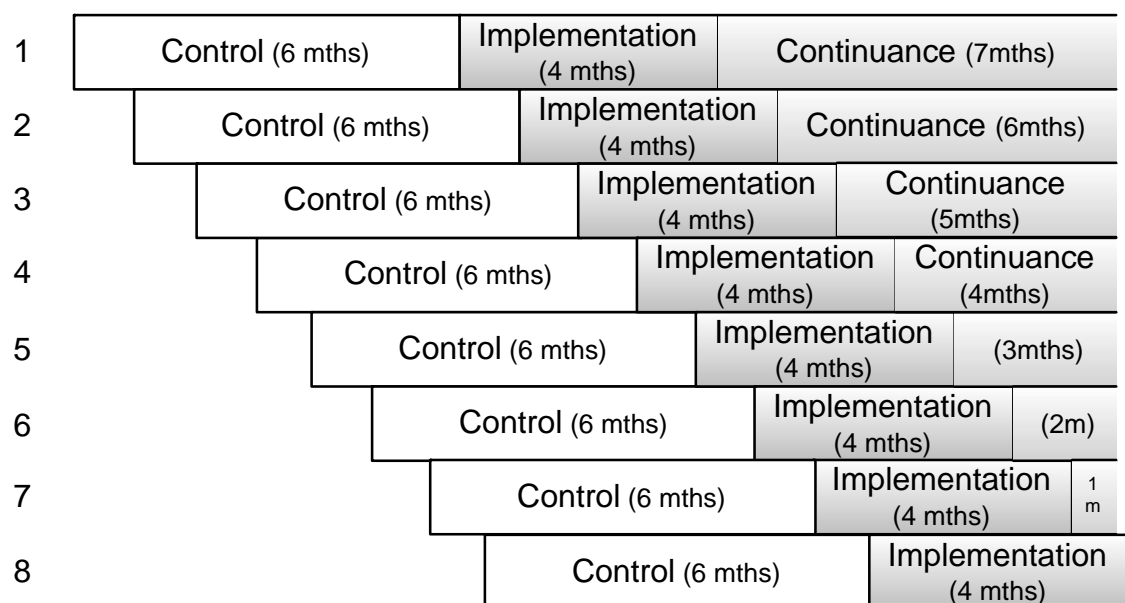 1 Control (6 mths) Implementation (4 mths) Continuance (7mths)
2 Control (6 mths) Implementation (4 mths) Continuance (6mths)
3 Control (6 mths) Implementation (4 mths) Continuance (5mths)
4 Control (6 mths) Implementation (4 mths) Continuance (4mths)
5 Control (6 mths) Implementation (4 mths) (3mths)
6 Control (6 mths) Implementation (4 mths) (2m)
7 Control (6 mths) Implementation (4 mths) 1 m
8 Control (6 mths) Implementation (4 mths)